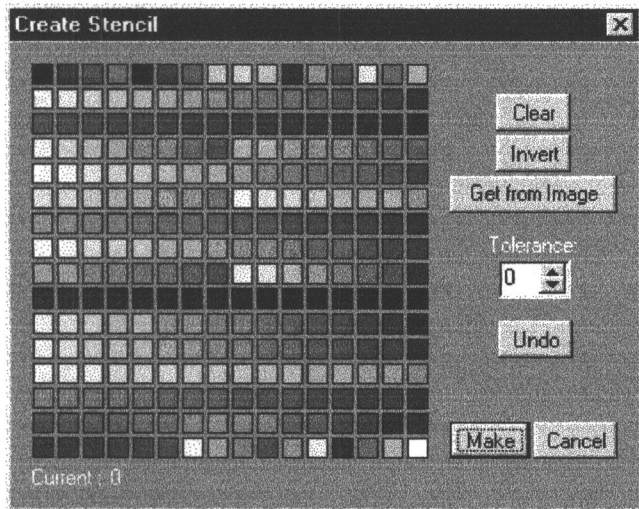 Create Stencil
Clear
Invert
Get from Image
Tolerance:
0
Undo
Make
Cancel
Current : 0